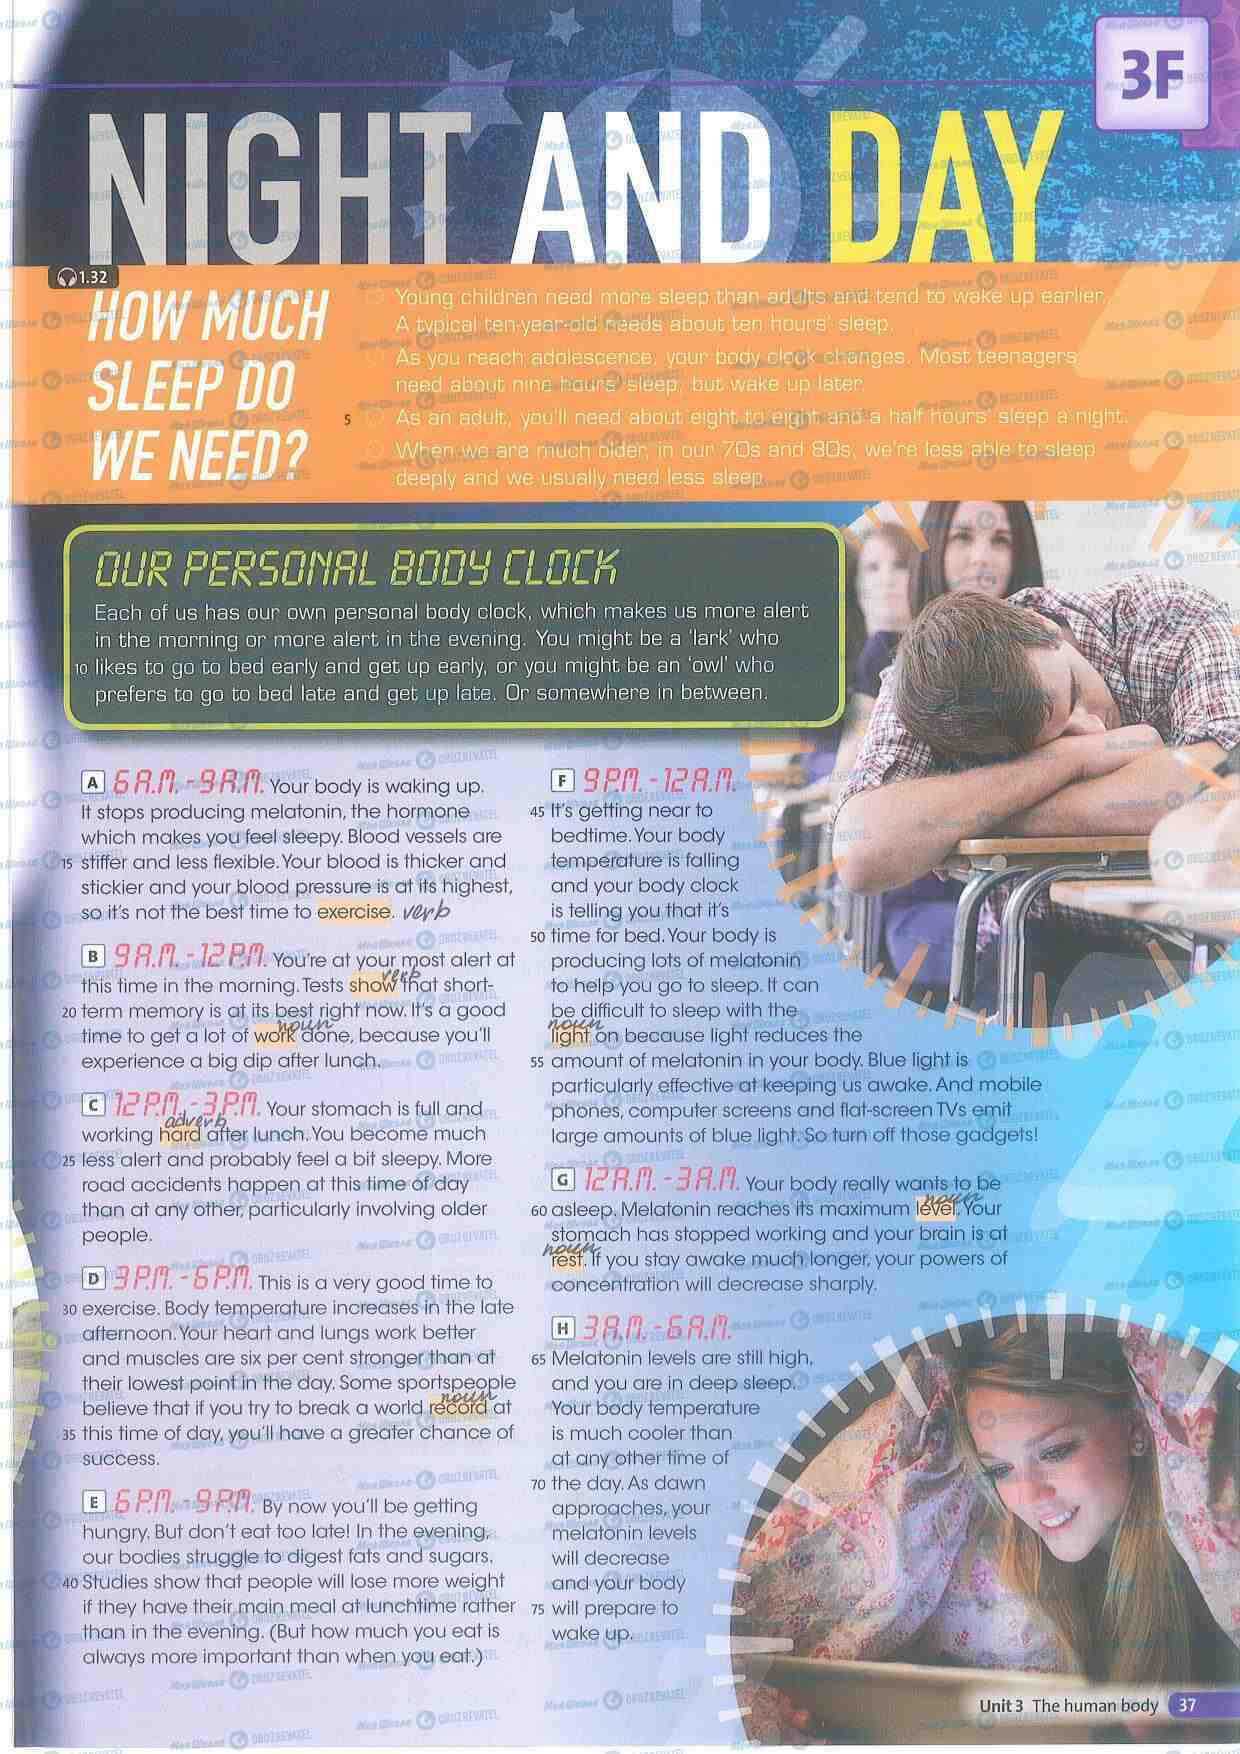 3F
NIGHT AND DAY
1.32
HOW MUCH
SLEEP DO
WE NEED?
Young children need more sleep than adults and tend to wake up earlier.
A typical ten-year-old needs about ten hours' sleep.
As you reach adolescence, your body clock changes. Most teenagers
need about nine hours' sleep, but wake up later.
5 As an adult, you'll need about eight to eight and a half hours' sleep a night.
When we are much older, in our 70s and 80s, we're less able to sleep
deeply and we usually need less sleep.
OUR PERSONAL BODY CLOCK
Each of us has our own personal body clock, which makes us more alert
in the morning or more alert in the evening. You might be a 'lark' who
10 likes to go to bed early and get up early, or you might be an 'owl' who
prefers to go to bed late and get up late. Or somewhere in between.
A 6 A.M. - 9 A.M. Your body is waking up.
It stops producing melatonin, the hormone
which makes you feel sleepy. Blood vessels are
15 stiffer and less flexible. Your blood is thicker and
stickier and your blood pressure is at its highest,
so it's not the best time to exercise. verb
B 9 A.M. - 12 P.M. You're at your most alert at
verb
this time in the morning. Tests show that short-
20 term memory is at its best right now. It's a good
noun
time to get a lot of work done, because you'll
experience a big dip after lunch.
C 12 P.M. - 3 P.M. Your stomach is full and
adverb
working hard after lunch. You become much
25 less alert and probably feel a bit sleepy. More
road accidents happen at this time of day
than at any other, particularly involving older
people.
D 3 P.M. - 6 P.M. This is a very good time to
30 exercise. Body temperature increases in the late
afternoon. Your heart and lungs work better
and muscles are six per cent stronger than at
their lowest point in the day. Some sportspeople
noun
believe that if you try to break a world record at
35 this time of day, you'll have a greater chance of
success.
E 6 P.M. - 9 P.M. By now you'll be getting
hungry. But don't eat too late! In the evening,
our bodies struggle to digest fats and sugars.
40 Studies show that people will lose more weight
if they have their main meal at lunchtime rather
than in the evening. (But how much you eat is
always more important than when you eat.)
F 9 P.M. - 12 A.M.
45 It's getting near to
bedtime. Your body
temperature is falling
and your body clock
is telling you that it's
50 time for bed. Your body is
producing lots of melatonin
to help you go to sleep. It can
be difficult to sleep with the
noun
light on because light reduces the
55 amount of melatonin in your body. Blue light is
particularly effective at keeping us awake. And mobile
phones, computer screens and flat-screen TVs emit
large amounts of blue light. So turn off those gadgets!
G 12 A.M. - 3 A.M. Your body really wants to be
noun
60 asleep. Melatonin reaches its maximum level. Your
stomach has stopped working and your brain is at
noun
rest. If you stay awake much longer, your powers of
concentration will decrease sharply.
H 3 A.M. - 6 A.M.
65 Melatonin levels are still high,
and you are in deep sleep.
Your body temperature
is much cooler than
at any other time of
70 the day. As dawn
approaches, your
melatonin levels
will decrease
and your body
75 will prepare to
wake up.
Unit 3 The human body 37